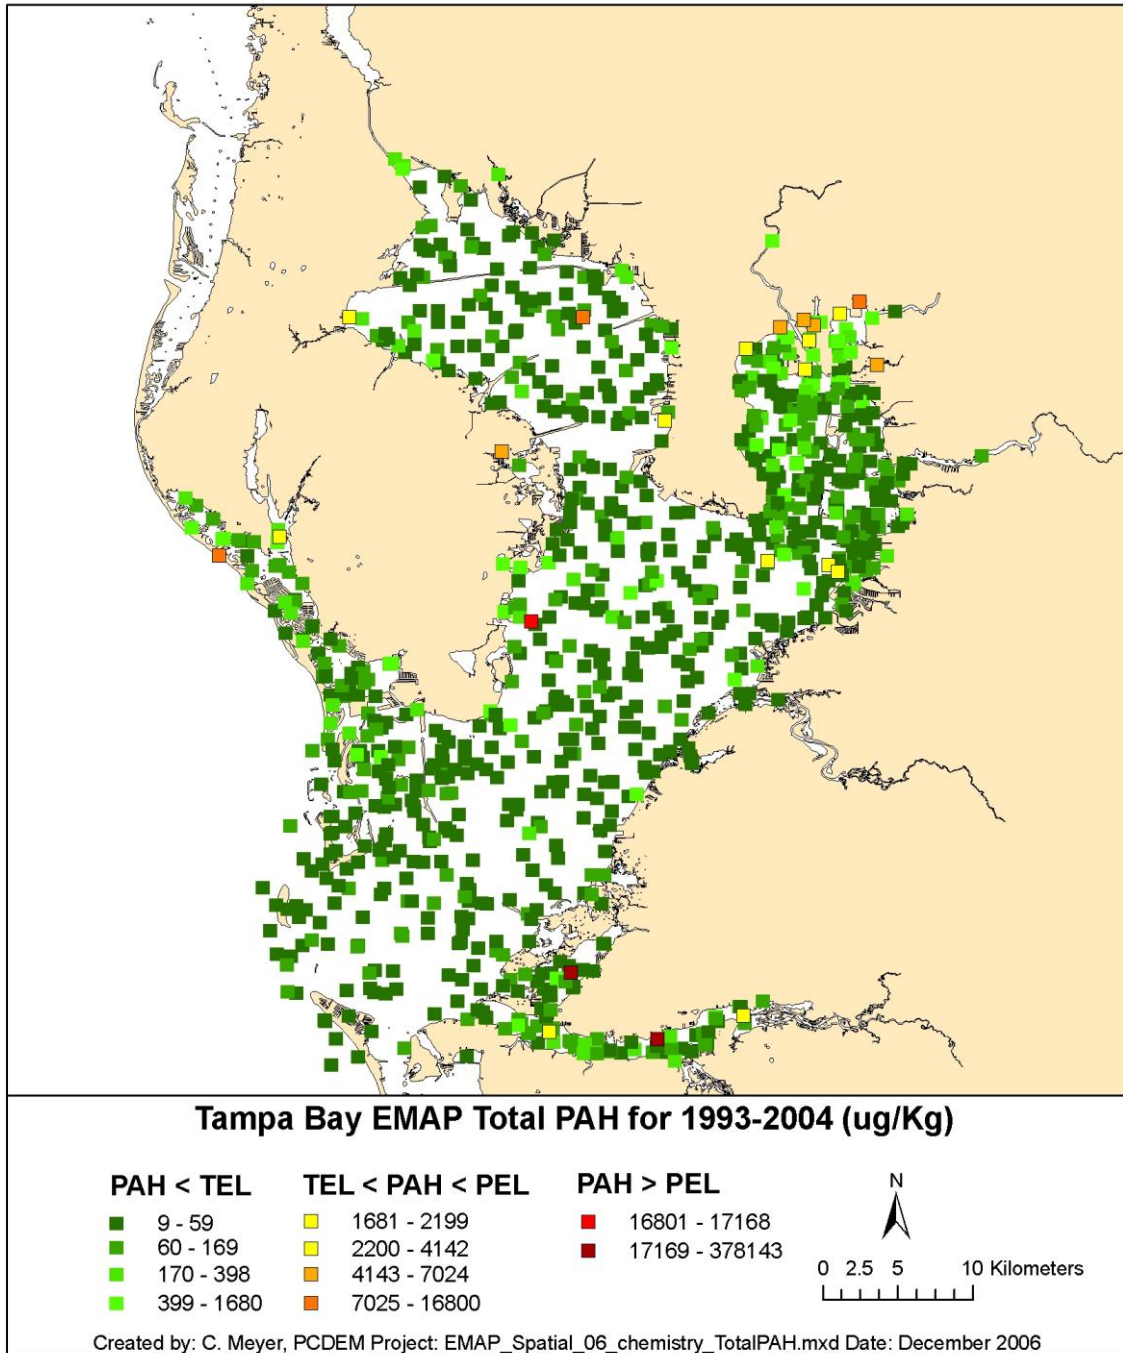 Tampa Bay EMAP Total PAH for 1993-2004 (ug/Kg)
PAH < TEL
9 - 59
60 - 169
170 - 398
399 - 1680
TEL < PAH < PEL
1681 - 2199
2200 - 4142
4143 - 7024
7025 - 16800
PAH > PEL
16801 - 17168
17169 - 378143
N
0 2.5 5 10 Kilometers
Created by: C. Meyer, PCDEM Project: EMAP_Spatial_06_chemistry_TotalPAH.mxd Date: December 2006